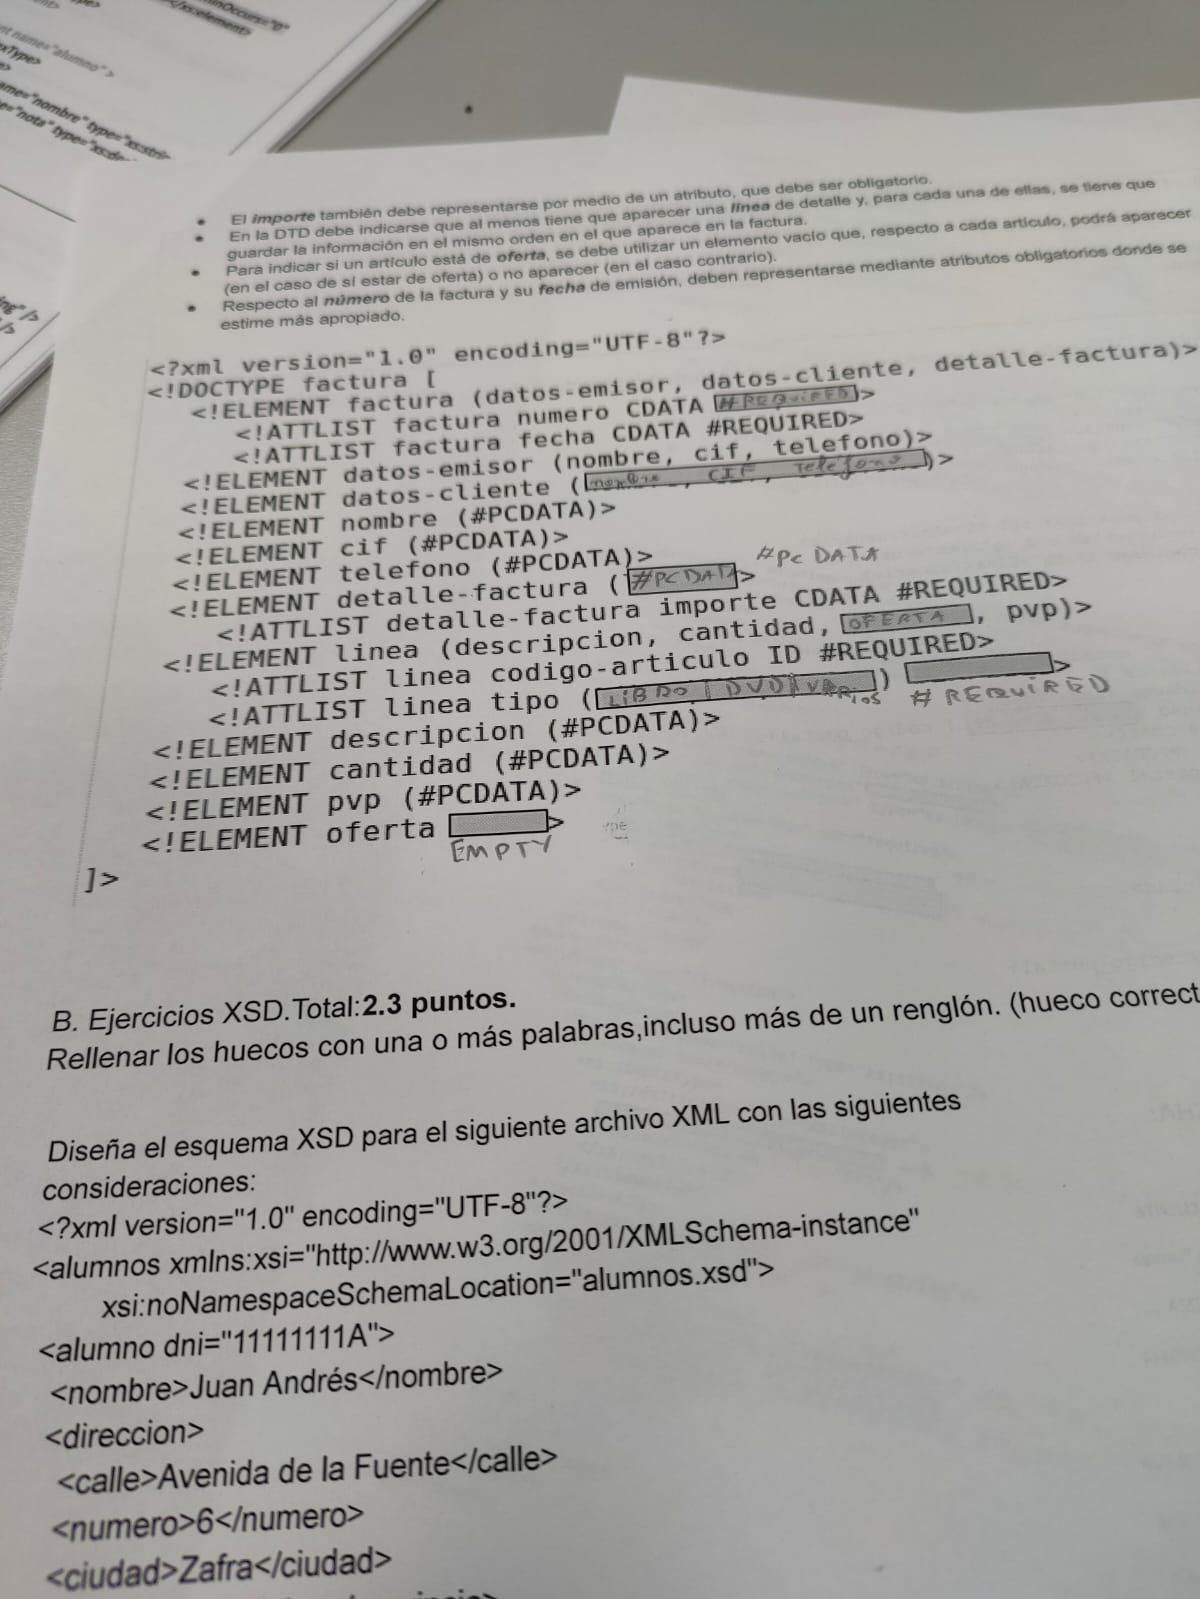 ame="nombre" type="xs:strin
e="nota" type="xs:de
• El importe también debe representarse por medio de un atributo, que debe ser obligatorio.
• En la DTD debe indicarse que al menos tiene que aparecer una línea de detalle y, para cada una de ellas, se tiene que
guardar la información en el mismo orden en el que aparece en la factura.
• Para indicar si un artículo está de oferta, se debe utilizar un elemento vacío que, respecto a cada artículo, podrá aparecer
(en el caso de sí estar de oferta) o no aparecer (en el caso contrario).
• Respecto al número de la factura y su fecha de emisión, deben representarse mediante atributos obligatorios donde se
estime más apropiado.
<?xml version="1.0" encoding="UTF-8"?>
<!DOCTYPE factura [
<!ELEMENT factura (datos-emisor, datos-cliente, detalle-factura)>
<!ATTLIST factura numero CDATA #REQUIRED>
<!ATTLIST factura fecha CDATA #REQUIRED>
<!ELEMENT datos-emisor (nombre, cif, telefono)>
<!ELEMENT datos-cliente (nombre, CIF, Telefono)>
<!ELEMENT nombre (#PCDATA)>
<!ELEMENT cif (#PCDATA)>
<!ELEMENT telefono (#PCDATA)>
<!ELEMENT detalle-factura (#PCDATA> #Pc DATA
<!ATTLIST detalle-factura importe CDATA #REQUIRED>
<!ELEMENT linea (descripcion, cantidad, OFERTA, pvp)>
<!ATTLIST linea codigo-articulo ID #REQUIRED>
<!ATTLIST linea tipo (LIBRO | DVD | VARios) >
# REQUIRED
<!ELEMENT descripcion (#PCDATA)>
<!ELEMENT cantidad (#PCDATA)>
<!ELEMENT pvp (#PCDATA)>
<!ELEMENT oferta >
EMPTY
]>
B. Ejercicios XSD.Total:2.3 puntos.
Rellenar los huecos con una o más palabras,incluso más de un renglón. (hueco correct
Diseña el esquema XSD para el siguiente archivo XML con las siguientes
consideraciones:
<?xml version="1.0" encoding="UTF-8"?>
<alumnos xmlns:xsi="http://www.w3.org/2001/XMLSchema-instance"
xsi:noNamespaceSchemaLocation="alumnos.xsd">
<alumno dni="11111111A">
<nombre>Juan Andrés</nombre>
<direccion>
<calle>Avenida de la Fuente</calle>
<numero>6</numero>
<ciudad>Zafra</ciudad>